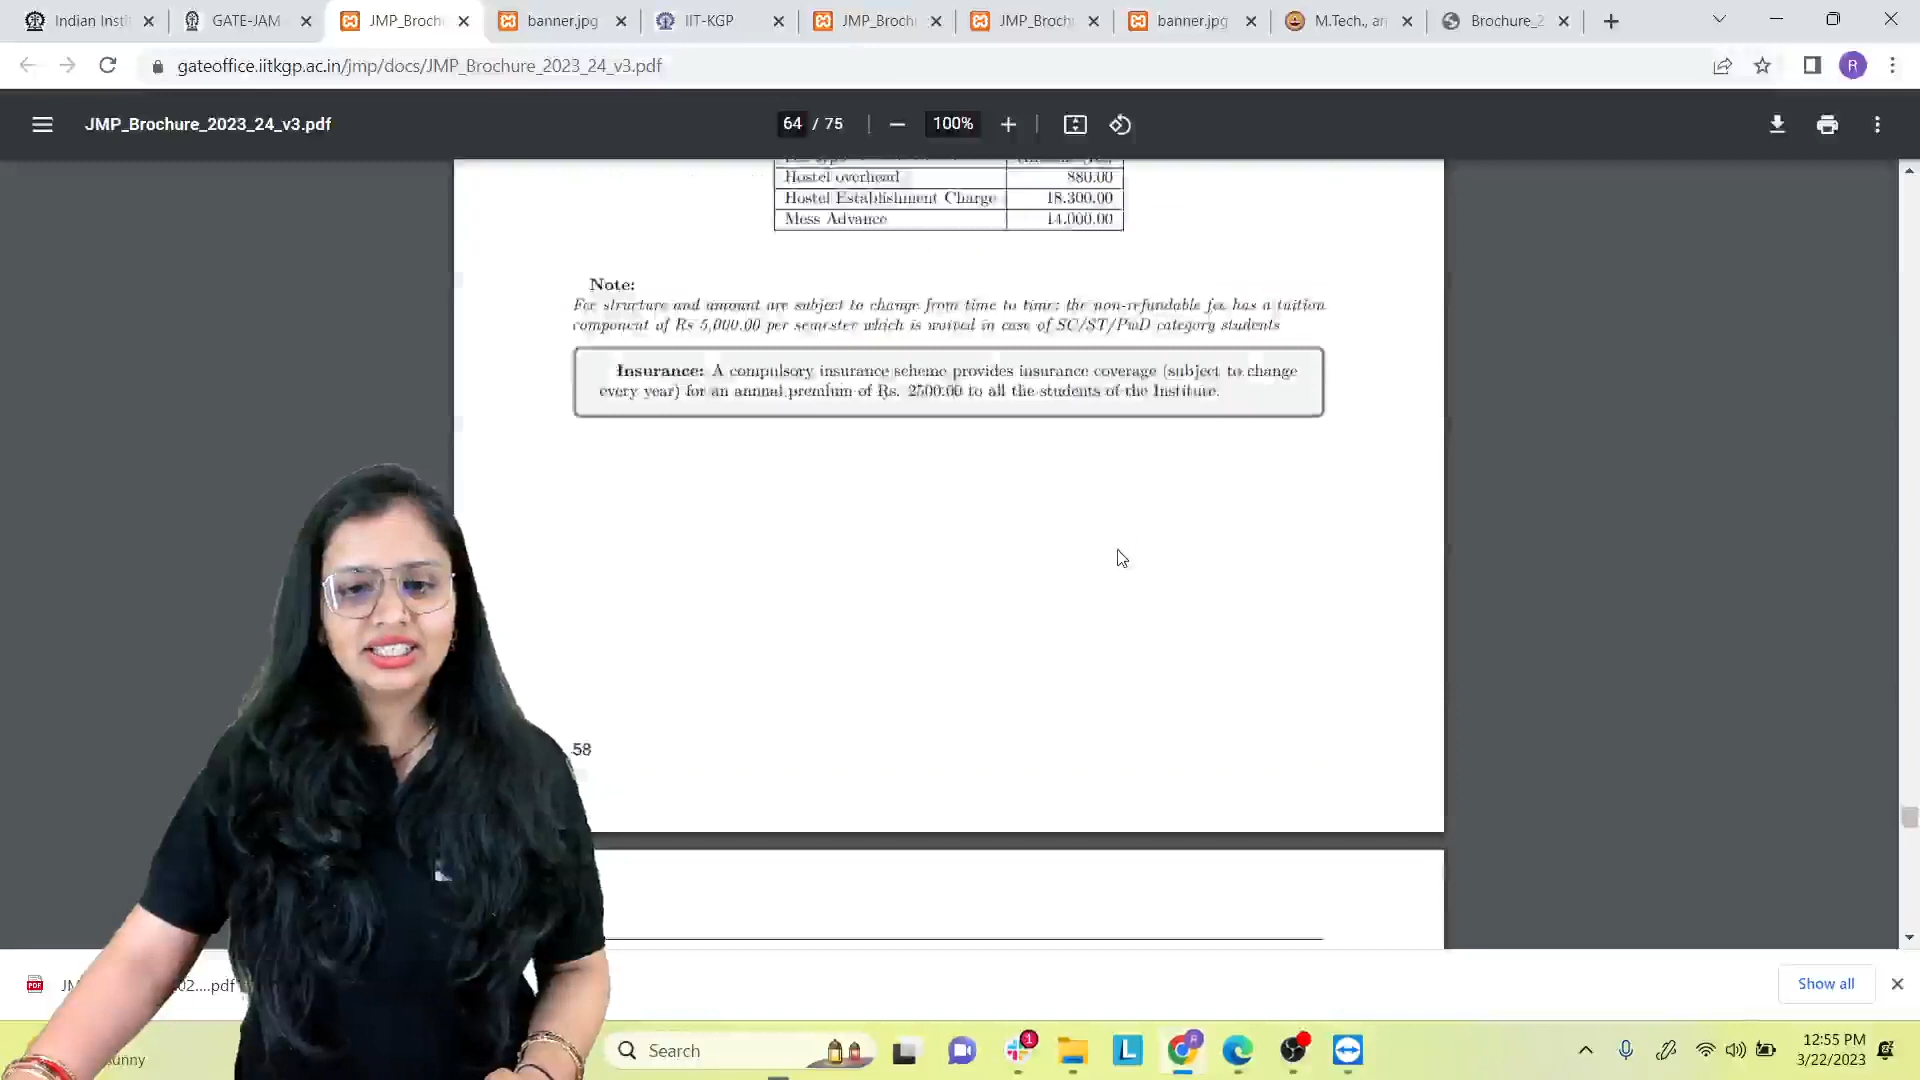 Indian Insti
GATE-JAM
JMP_Broch
banner.jpg
IIT-KGP
JMP_Broch
JMP_Broch
banner.jpg
M.Tech., an
Brochure_2
gateoffice.iitkgp.ac.in/jmp/docs/JMP_Brochure_2023_24_v3.pdf
R
JMP_Brochure_2023_24_v3.pdf
64 / 75
100%
Hostel overhead 880.00
Hostel Establishment Charge 18,300.00
Mess Advance 14,000.00
Note:
Fee structure and amount are subject to change from time to time; the non-refundable fee has a tuition
component of Rs 5,000.00 per semester which is waived in case of SC/ST/PwD category students
Insurance: A compulsory insurance scheme provides insurance coverage (subject to change
every year) for an annual premium of Rs. 2500.00 to all the students of the Institute.
58
PDF
JM
02....pdf
Show all
unny
Search
1
R
12:55 PM
3/22/2023